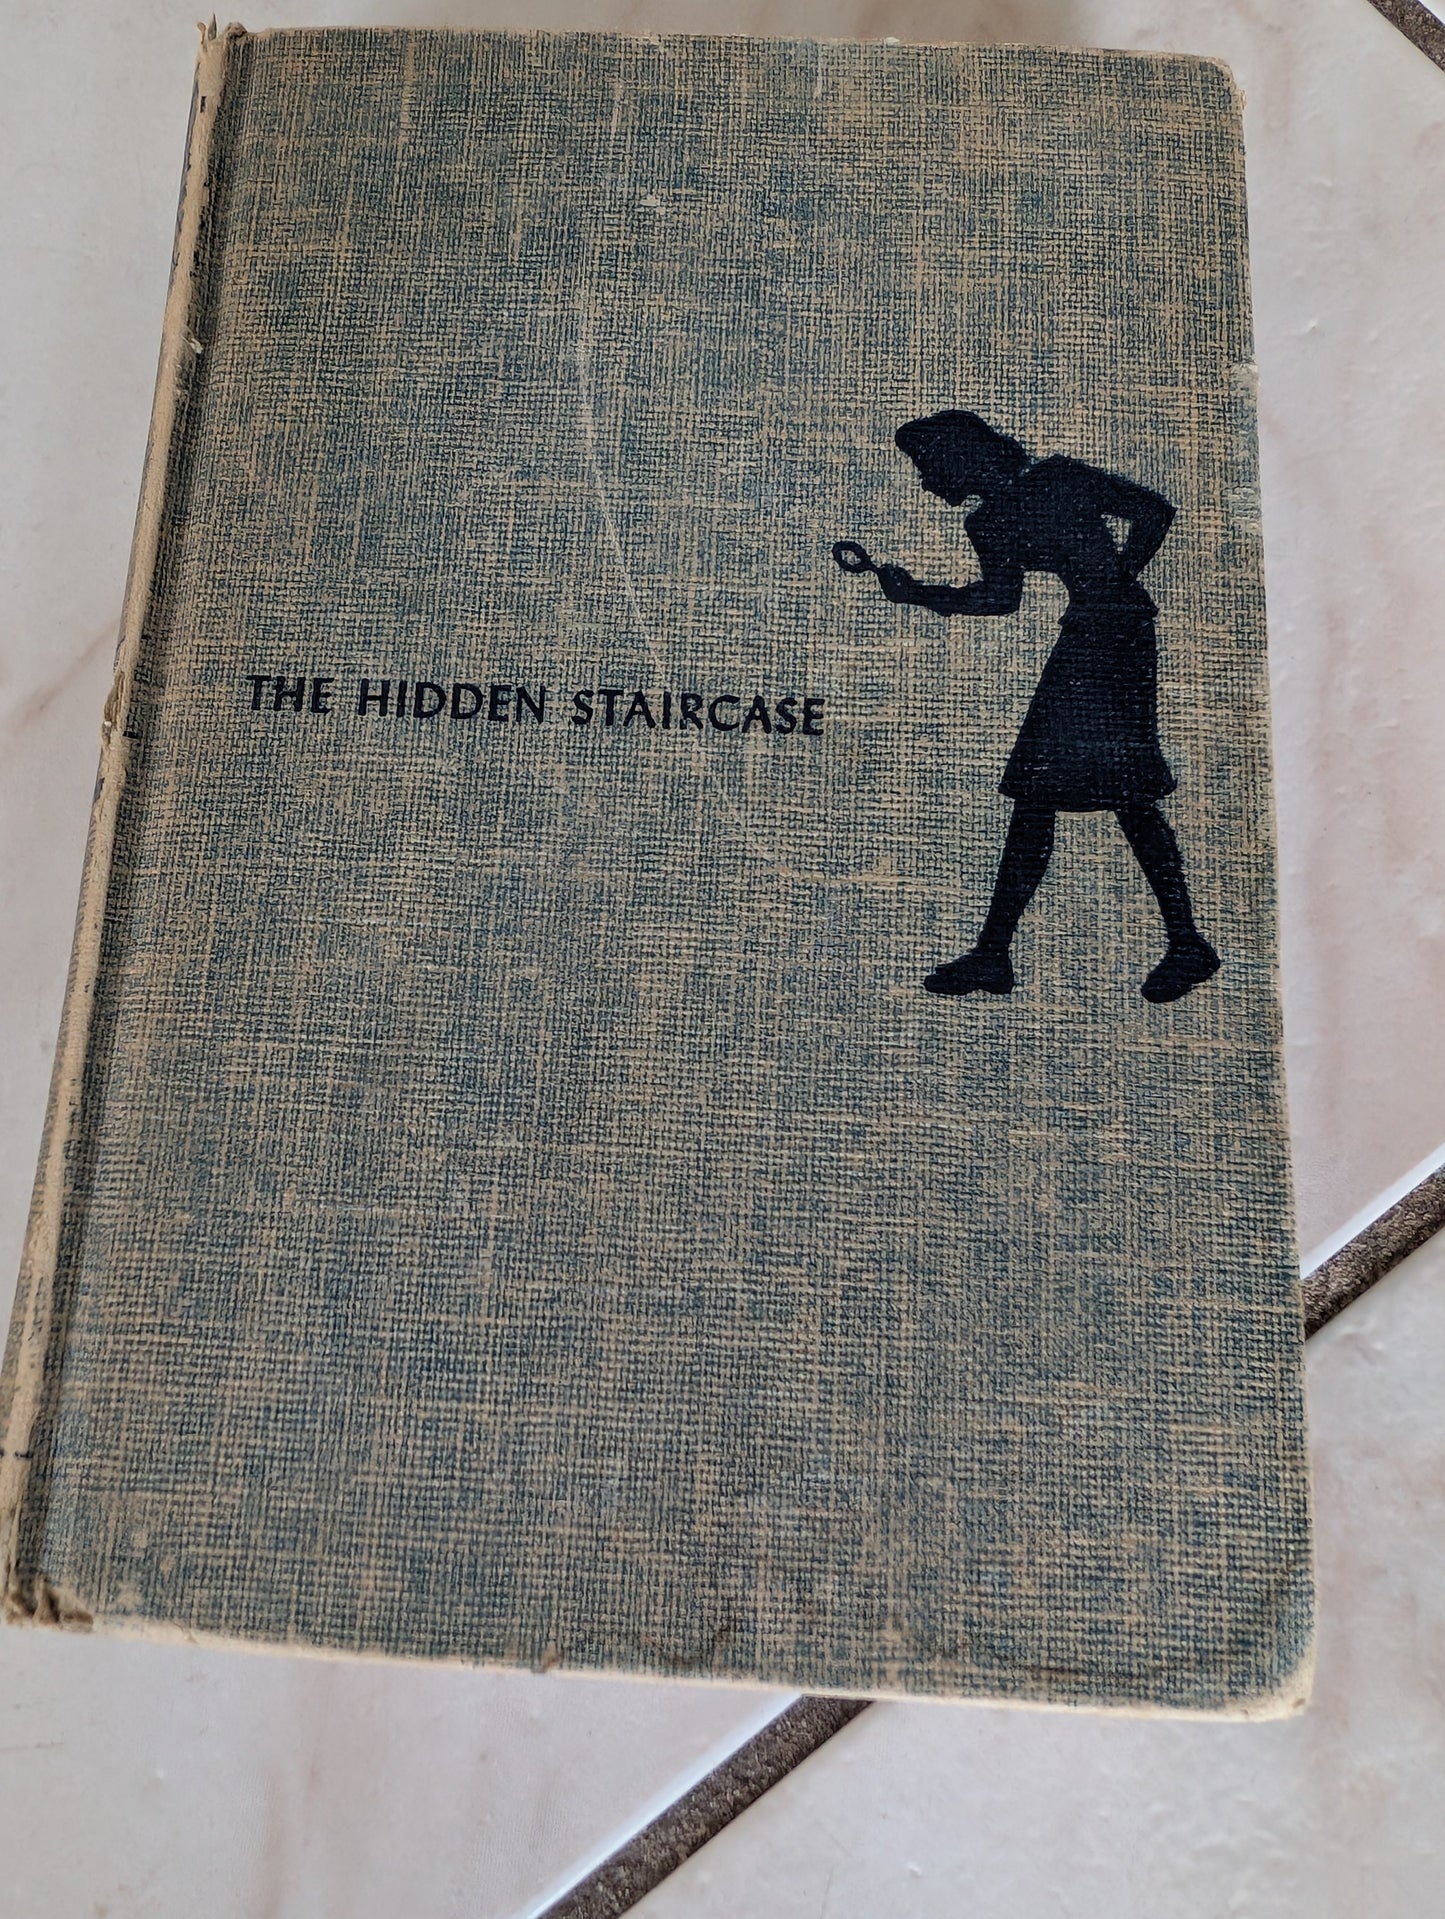 THE HIDDEN STAIRCASE